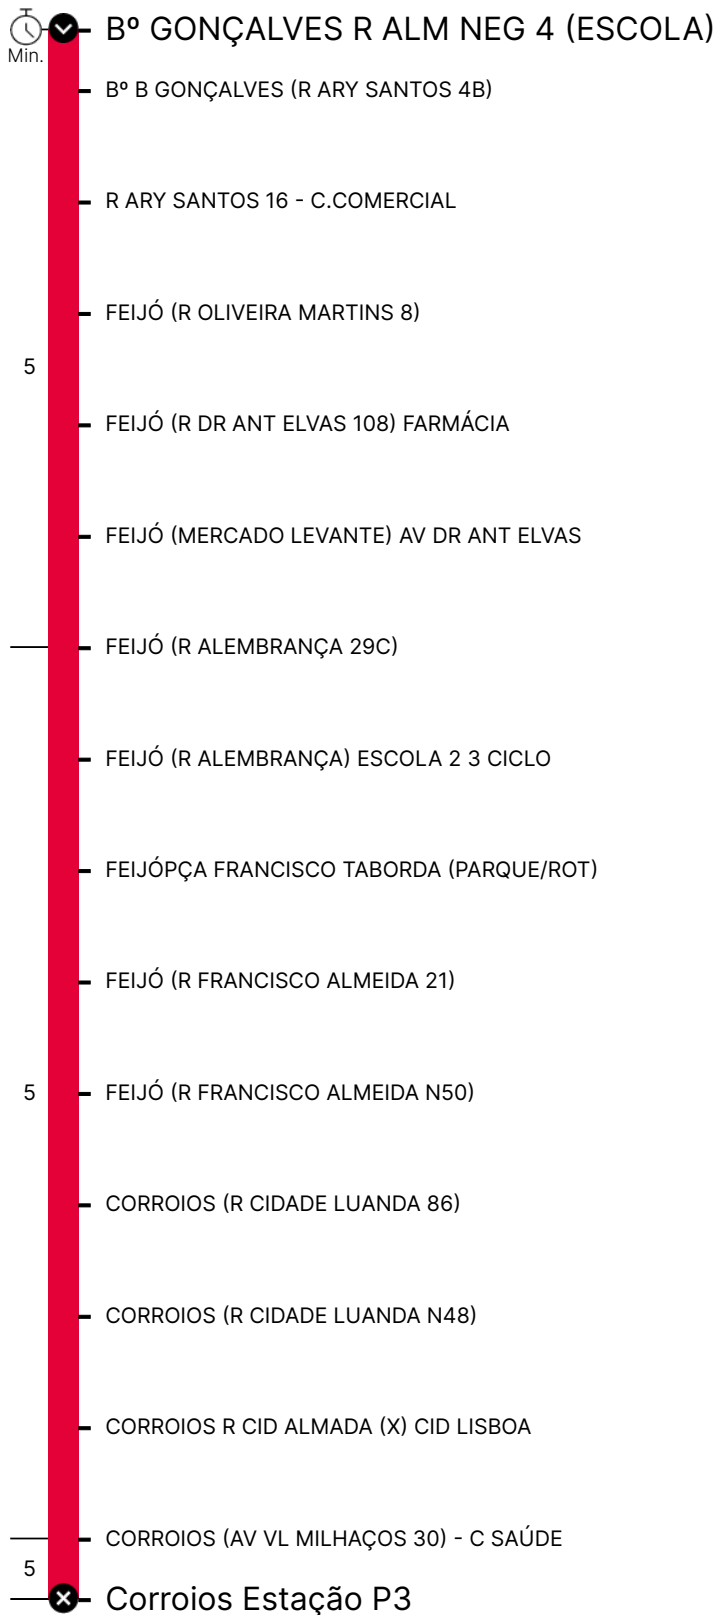 Bº GONÇALVES R ALM NEG 4 (ESCOLA)
Min.
Bº B GONÇALVES (R ARY SANTOS 4B)
R ARY SANTOS 16 - C.COMERCIAL
FEIJÓ (R OLIVEIRA MARTINS 8)
5
FEIJÓ (R DR ANT ELVAS 108) FARMÁCIA
FEIJÓ (MERCADO LEVANTE) AV DR ANT ELVAS
FEIJÓ (R ALEMBRANÇA 29C)
FEIJÓ (R ALEMBRANÇA) ESCOLA 2 3 CICLO
FEIJÓPÇA FRANCISCO TABORDA (PARQUE/ROT)
FEIJÓ (R FRANCISCO ALMEIDA 21)
5 FEIJÓ (R FRANCISCO ALMEIDA N50)
CORROIOS (R CIDADE LUANDA 86)
CORROIOS (R CIDADE LUANDA N48)
CORROIOS R CID ALMADA (X) CID LISBOA
CORROIOS (AV VL MILHAÇOS 30) - C SAÚDE
5
Corroios Estação P3